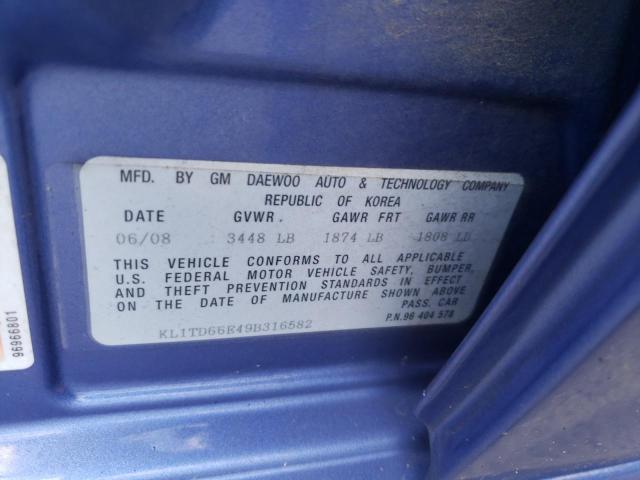 MFD. BY GM DAEWOO AUTO & TECHNOLOGY COMPANY
REPUBLIC OF KOREA
DATE GVWR. GAWR FRT GAWR RR
06/08 3448 LB 1874 LB 1808 LB
THIS VEHICLE CONFORMS TO ALL APPLICABLE
U.S. FEDERAL MOTOR VEHICLE SAFETY, BUMPER,
AND THEFT PREVENTION STANDARDS IN EFFECT
ON THE DATE OF MANUFACTURE SHOWN ABOVE
PASS. CAR
KL1TD66E49B316582
P.N.96 404 578
96966801